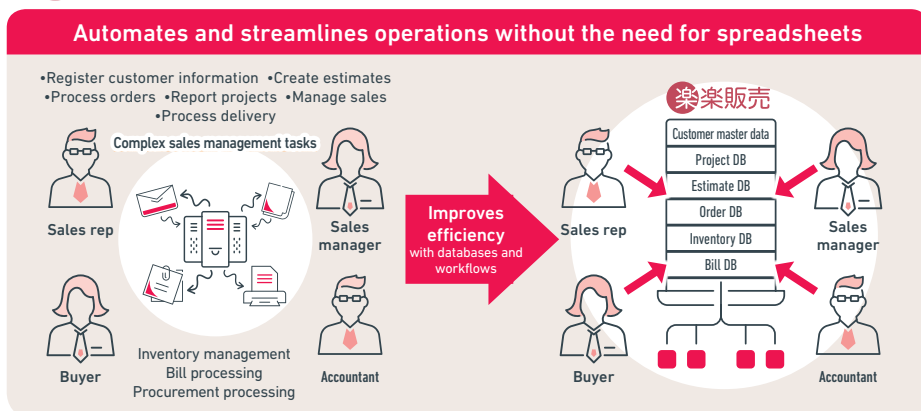 Automates and streamlines operations without the need for spreadsheets
•Register customer information •Create estimates
•Process orders •Report projects •Manage sales
•Process delivery
Complex sales management tasks
Sales rep
Sales
manager
Buyer
Accountant
Inventory management
Bill processing
Procurement processing
Improves
efficiency
with databases and
workflows
楽楽販売
Customer master data
Project DB
Estimate DB
Order DB
Inventory DB
Bill DB
Sales rep
Sales
manager
Buyer
Accountant